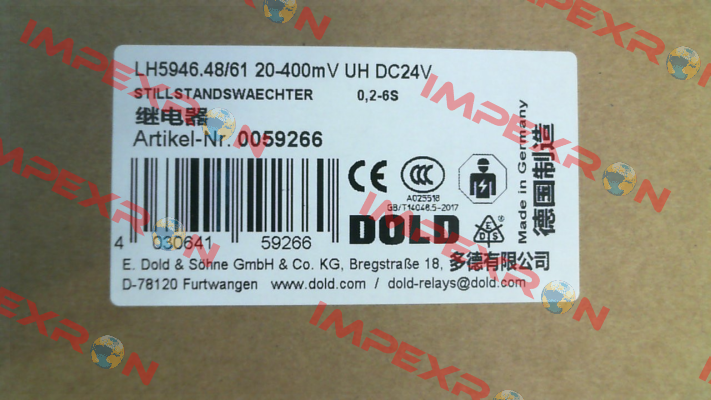 LH5946.48/61 20-400mV UH DC24V
STILLSTANDSWAECHTER 0,2-6S
继电器
Artikel-Nr. 0059266
CE CCC
A025518
GB/T14048.5-2017
DOLD
EDS
Made in Germany
德国制造
4 030641 59266
E. Dold & Söhne GmbH & Co. KG, Bregstraße 18, 多德有限公司
D-78120 Furtwangen www.dold.com / dold-relays@dold.com
IMPEXRON
IMPEXRON
IMPEXRON
IMPEXRON
IMPEXRON
IMPEXRON